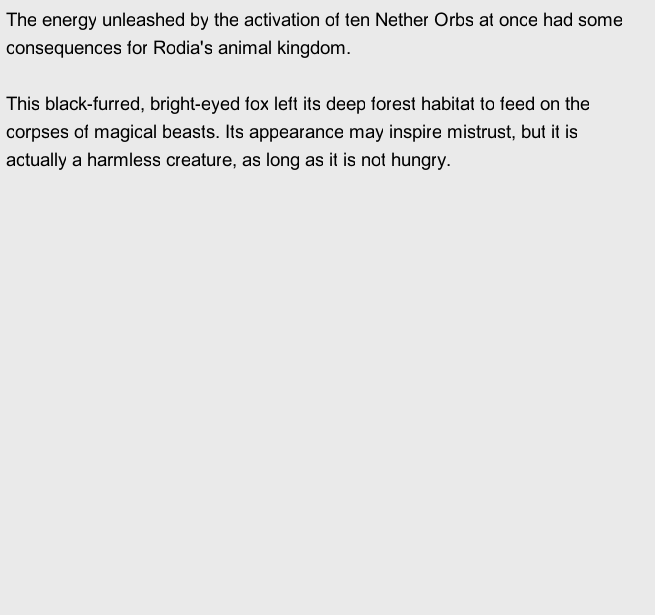 The energy unleashed by the activation of ten Nether Orbs at once had some
consequences for Rodia's animal kingdom.
This black-furred, bright-eyed fox left its deep forest habitat to feed on the
corpses of magical beasts. Its appearance may inspire mistrust, but it is
actually a harmless creature, as long as it is not hungry.